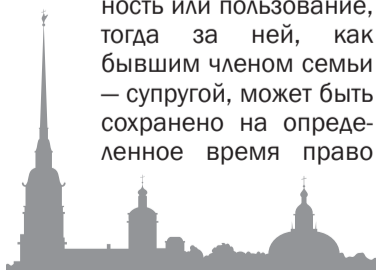 ность или пользование,
тогда за ней, как
бывшим членом семьи
— супругой, может быть
сохранено на опреде-
ленное время право